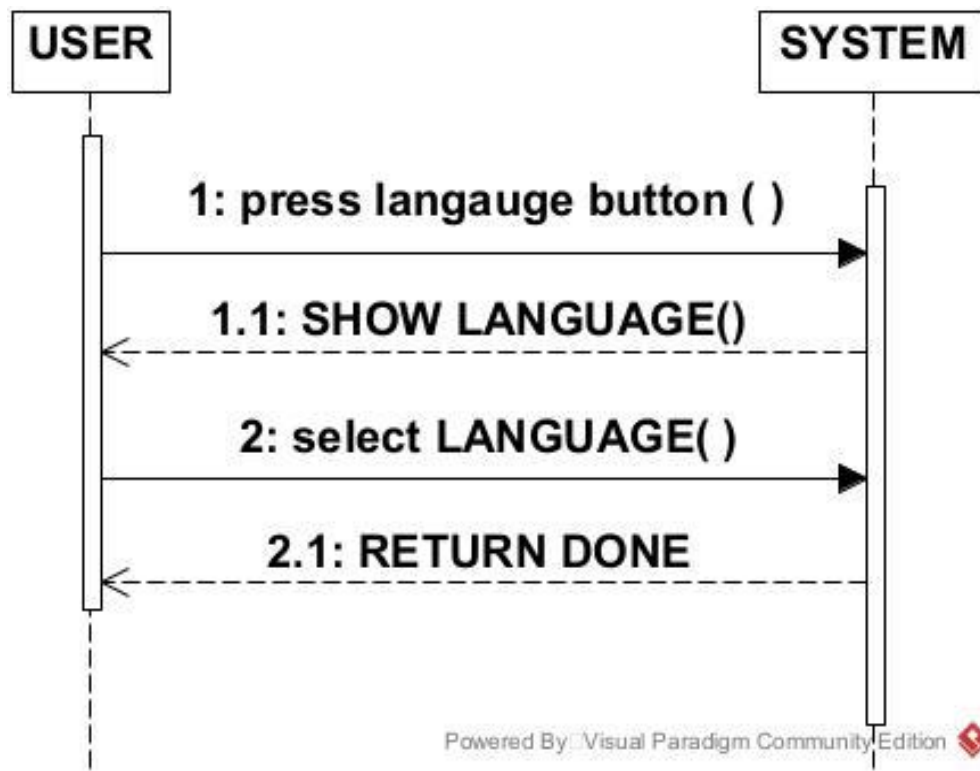 USER
SYSTEM
1: press langauge button ( )
1.1: SHOW LANGUAGE()
2: select LANGUAGE( )
2.1: RETURN DONE
Powered By Visual Paradigm Community Edition